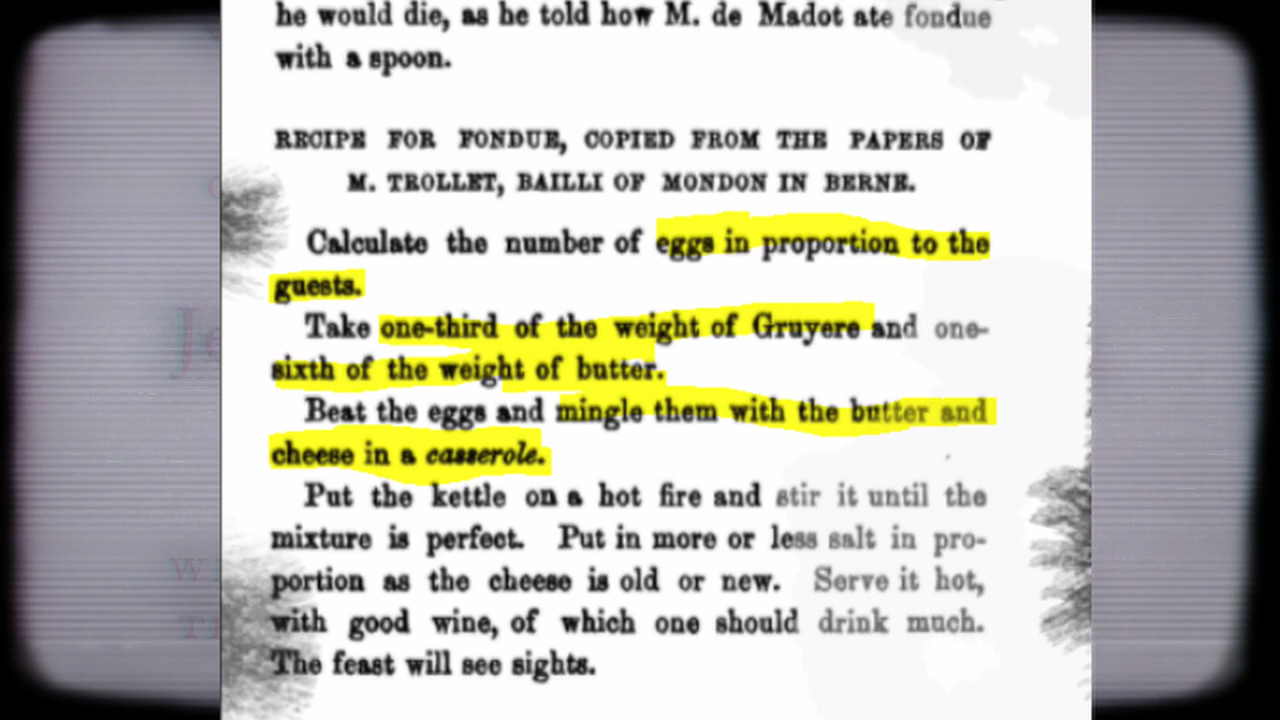 he would die, as he told how M. de Madot ate fondue
with a spoon.
RECIPE FOR FONDUE, COPIED FROM THE PAPERS OF
M. TROLLET, BAILLI OF MONDON IN BERNE.
Calculate the number of eggs in proportion to the
guests.
Take one-third of the weight of Gruyere and one-
sixth of the weight of butter.
Beat the eggs and mingle them with the butter and
cheese in a casserole.
Put the kettle on a hot fire and stir it until the
mixture is perfect. Put in more or less salt in pro-
portion as the cheese is old or new. Serve it hot,
with good wine, of which one should drink much.
The feast will see sights.